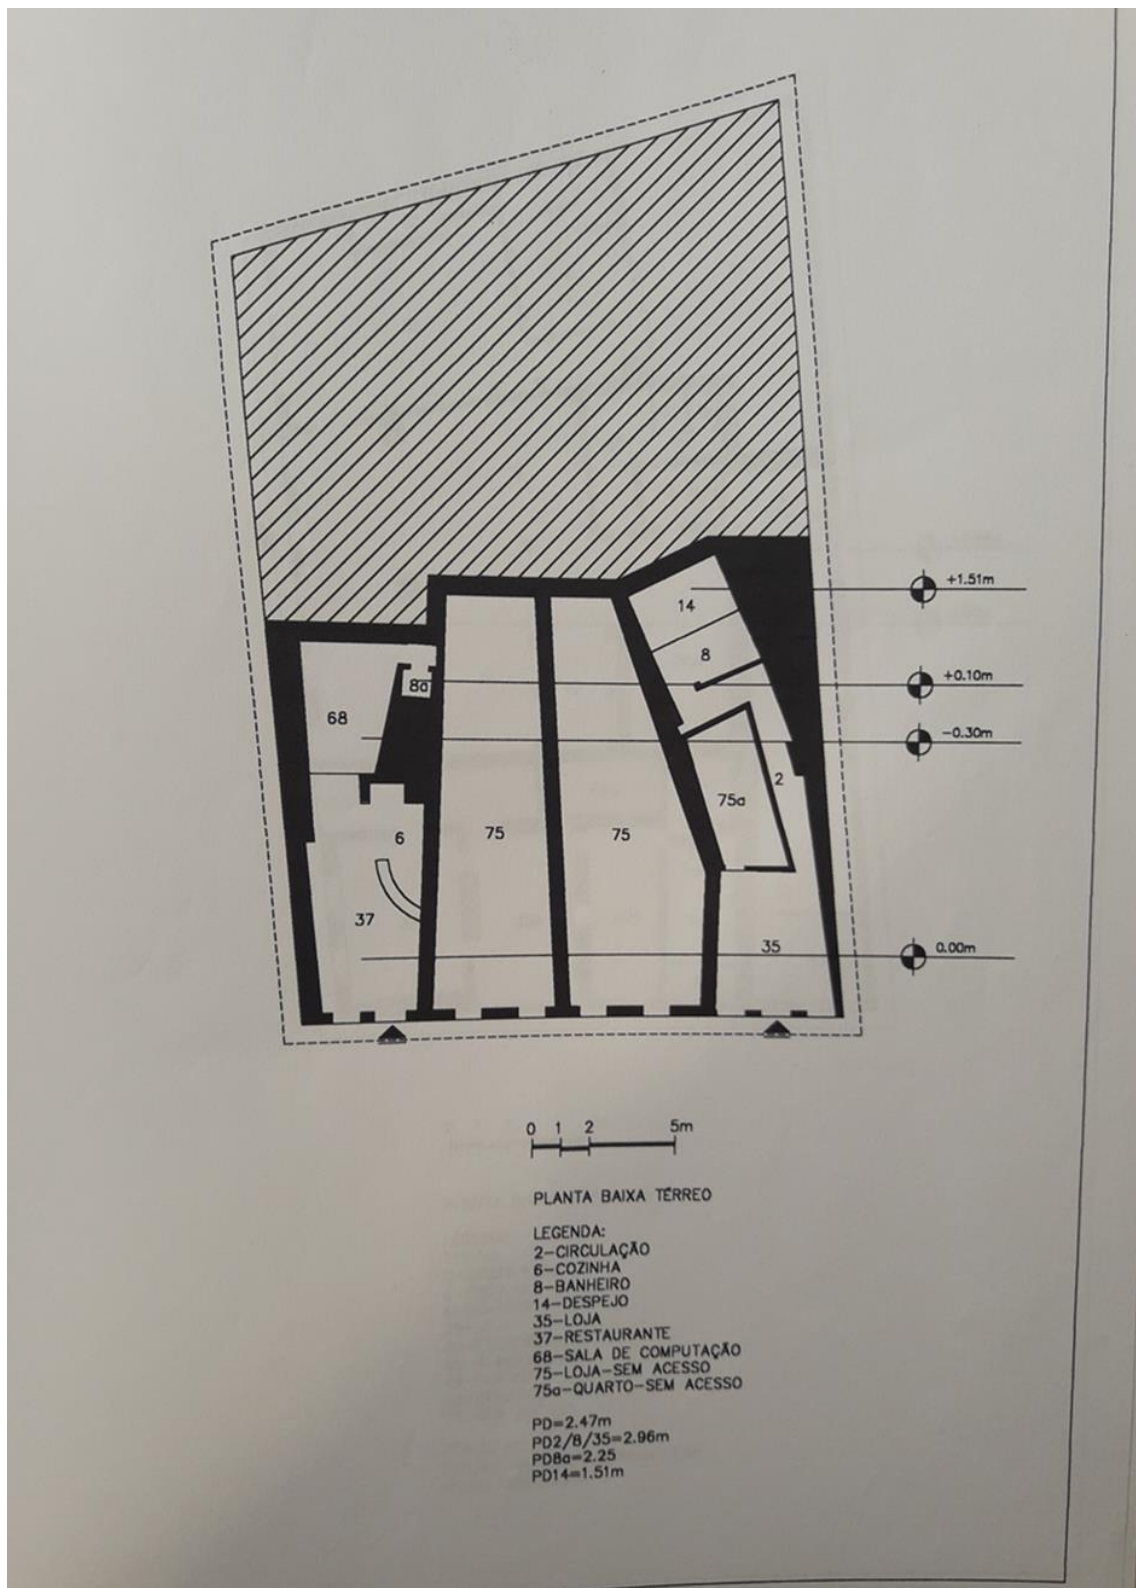 14
+1.51m
8
+0.10m
8a
68
-0.30m
2
75a
6
75
75
37
35
0.00m
0 1 2 5m
PLANTA BAIXA TÉRREO
LEGENDA:
2-CIRCULAÇÃO
6-COZINHA
8-BANHEIRO
14-DESPEJO
35-LOJA
37-RESTAURANTE
68-SALA DE COMPUTAÇÃO
75-LOJA-SEM ACESSO
75a-QUARTO-SEM ACESSO
PD=2.47m
PD2/8/35=2.96m
PD8a=2.25
PD14=1.51m